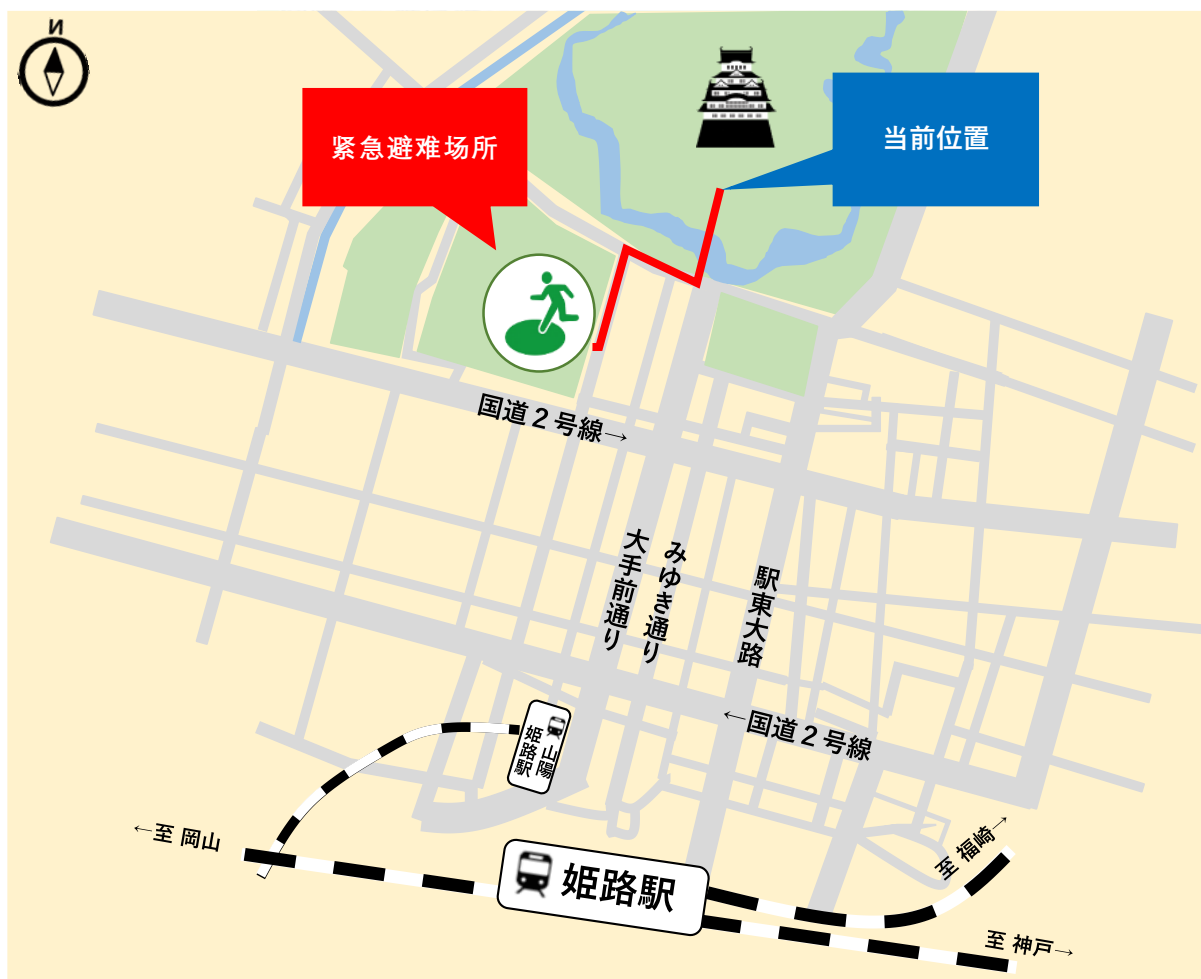 N
紧急避难场所
当前位置
国道２号線→
大手前通り
みゆき通り
駅東大路
←国道２号線
山陽
姫路駅
←至 岡山
姫路駅
至 福崎→
至 神戸→